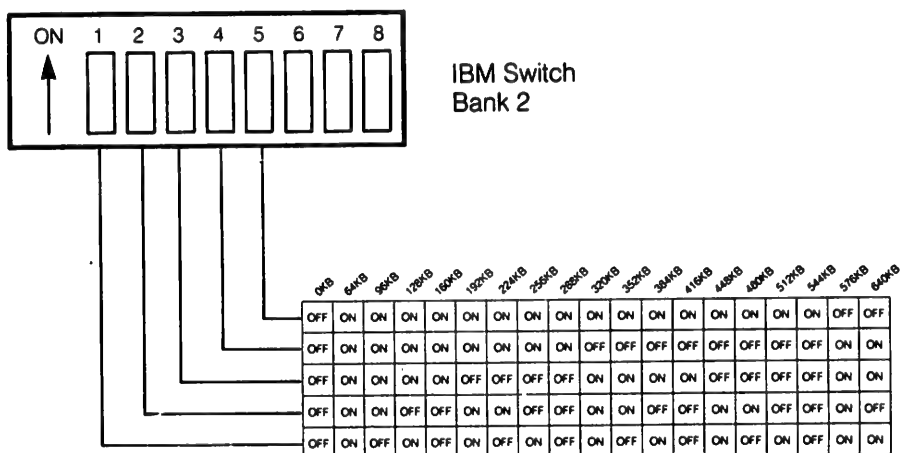 ON 1 2 3 4 5 6 7 8
IBM Switch
Bank 2
0KB 64KB 96KB 128KB 160KB 192KB 224KB 256KB 288KB 320KB 352KB 384KB 416KB 448KB 480KB 512KB 544KB 576KB 640KB
OFF ON ON ON ON ON ON ON ON ON ON ON ON ON ON ON ON OFF OFF
OFF ON ON ON ON ON ON ON ON OFF OFF OFF OFF OFF OFF OFF OFF ON ON
OFF ON ON ON ON OFF OFF OFF OFF ON ON ON ON OFF OFF OFF OFF ON ON
OFF ON ON OFF OFF ON ON OFF OFF ON ON OFF OFF ON ON OFF OFF ON OFF
OFF ON OFF ON OFF ON OFF ON OFF ON OFF ON OFF ON OFF ON OFF ON ON